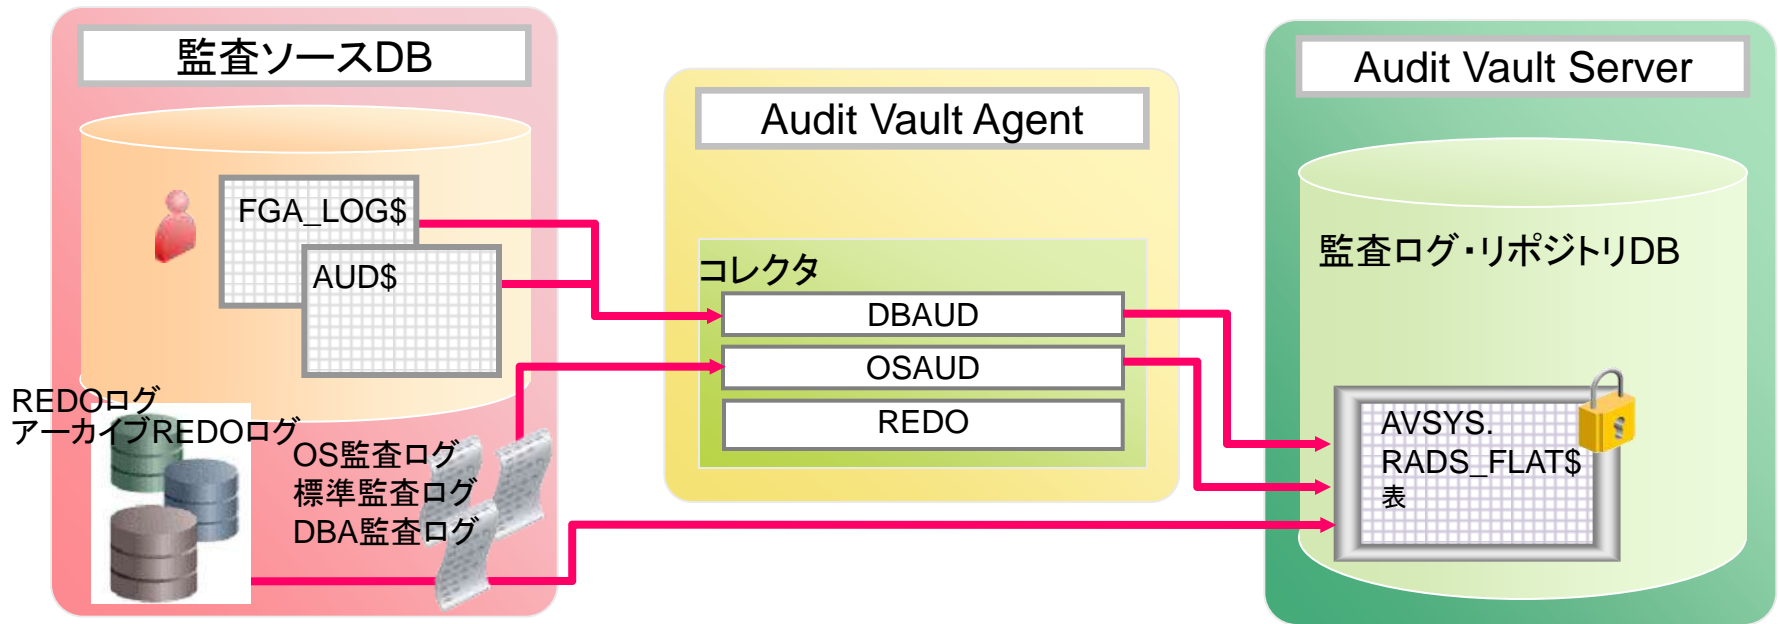 監査ソースDB
FGA_LOG$
AUD$
REDOログ
アーカイブREDOログ
OS監査ログ
標準監査ログ
DBA監査ログ
Audit Vault Agent
コレクタ
DBAUD
OSAUD
REDO
Audit Vault Server
監査ログ・リポジトリDB
AVSYS.
RADS_FLAT$
表